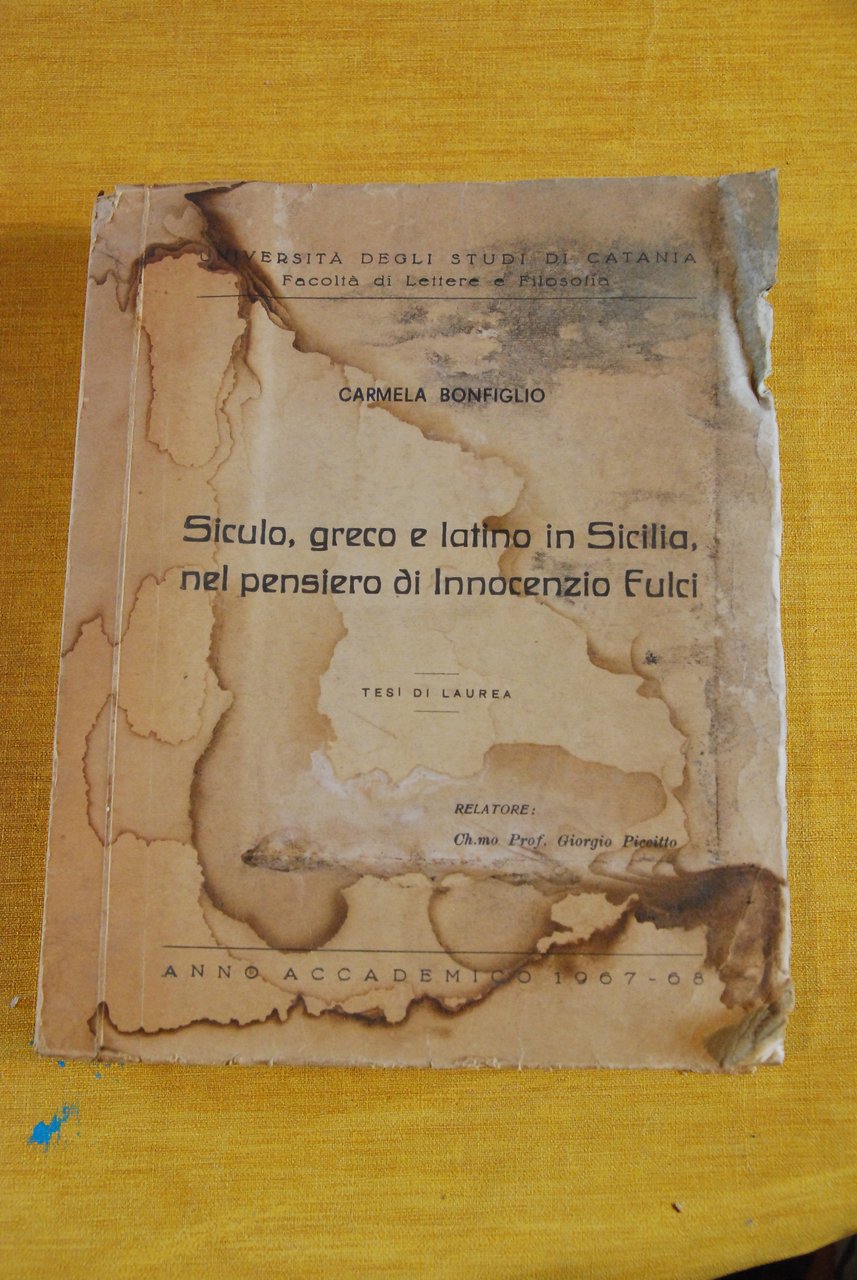 UNIVERSITÀ DEGLI STUDI DI CATANIA
Facoltà di Lettere e Filosofia
CARMELA BONFIGLIO
Siculo, greco e latino in Sicilia,
nel pensiero di Innocenzio Fulci
TESI DI LAUREA
RELATORE:
Ch.mo Prof. Giorgio Piccitto
ANNO ACCADEMICO 1967-68